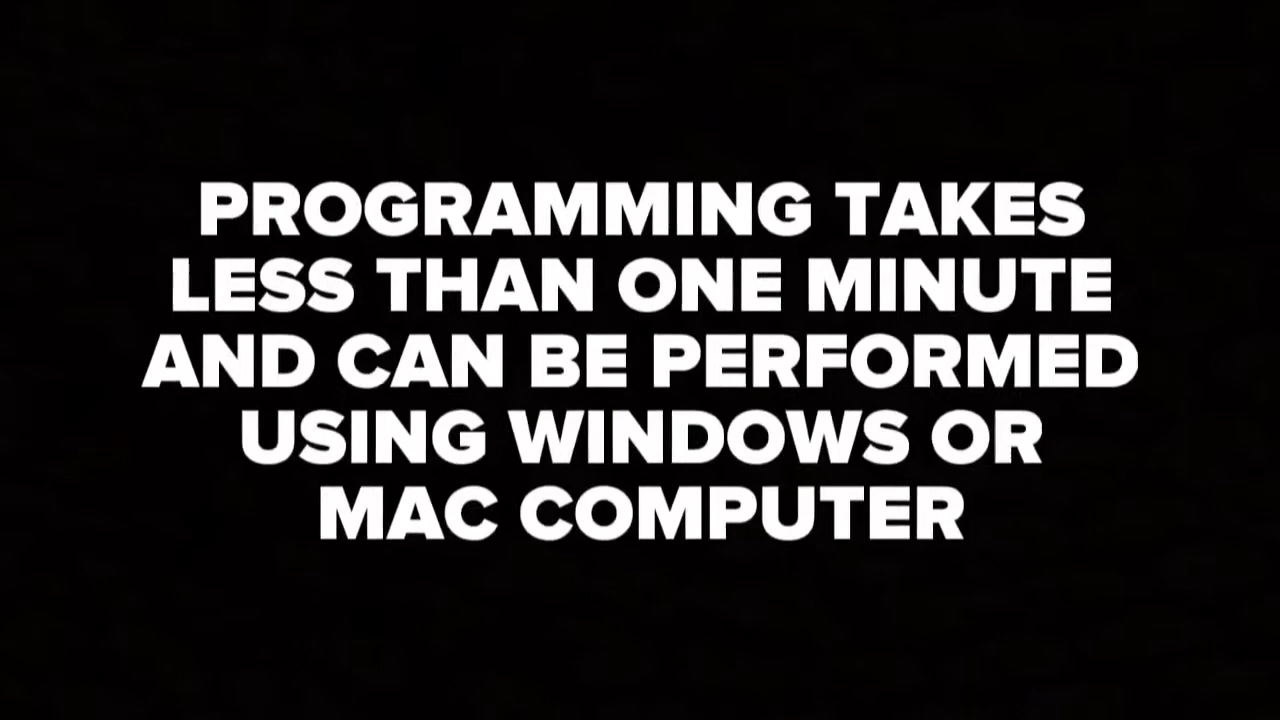 PROGRAMMING TAKES
LESS THAN ONE MINUTE
AND CAN BE PERFORMED
USING WINDOWS OR
MAC COMPUTER